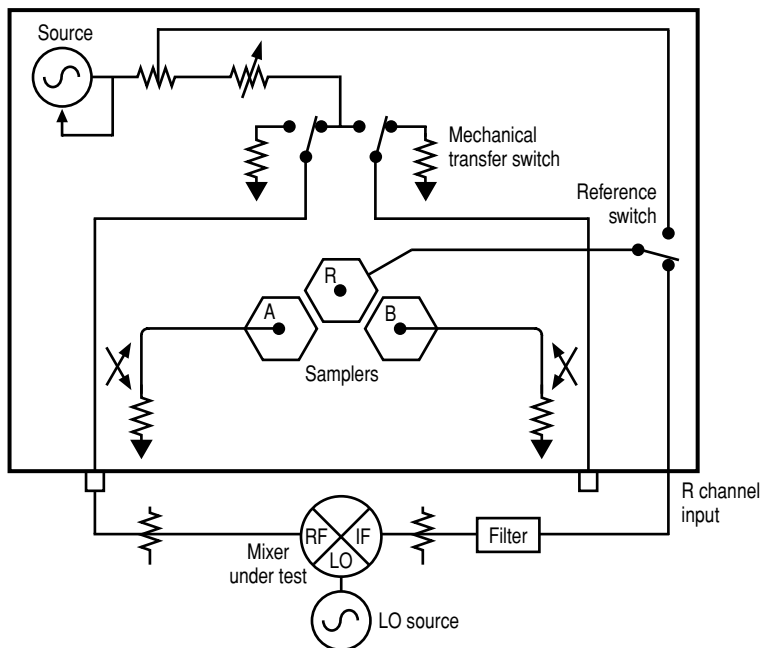 Source
Mechanical
transfer switch
Reference
switch
R
A
B
Samplers
R channel
input
RF
IF
LO
Filter
Mixer
under test
LO source